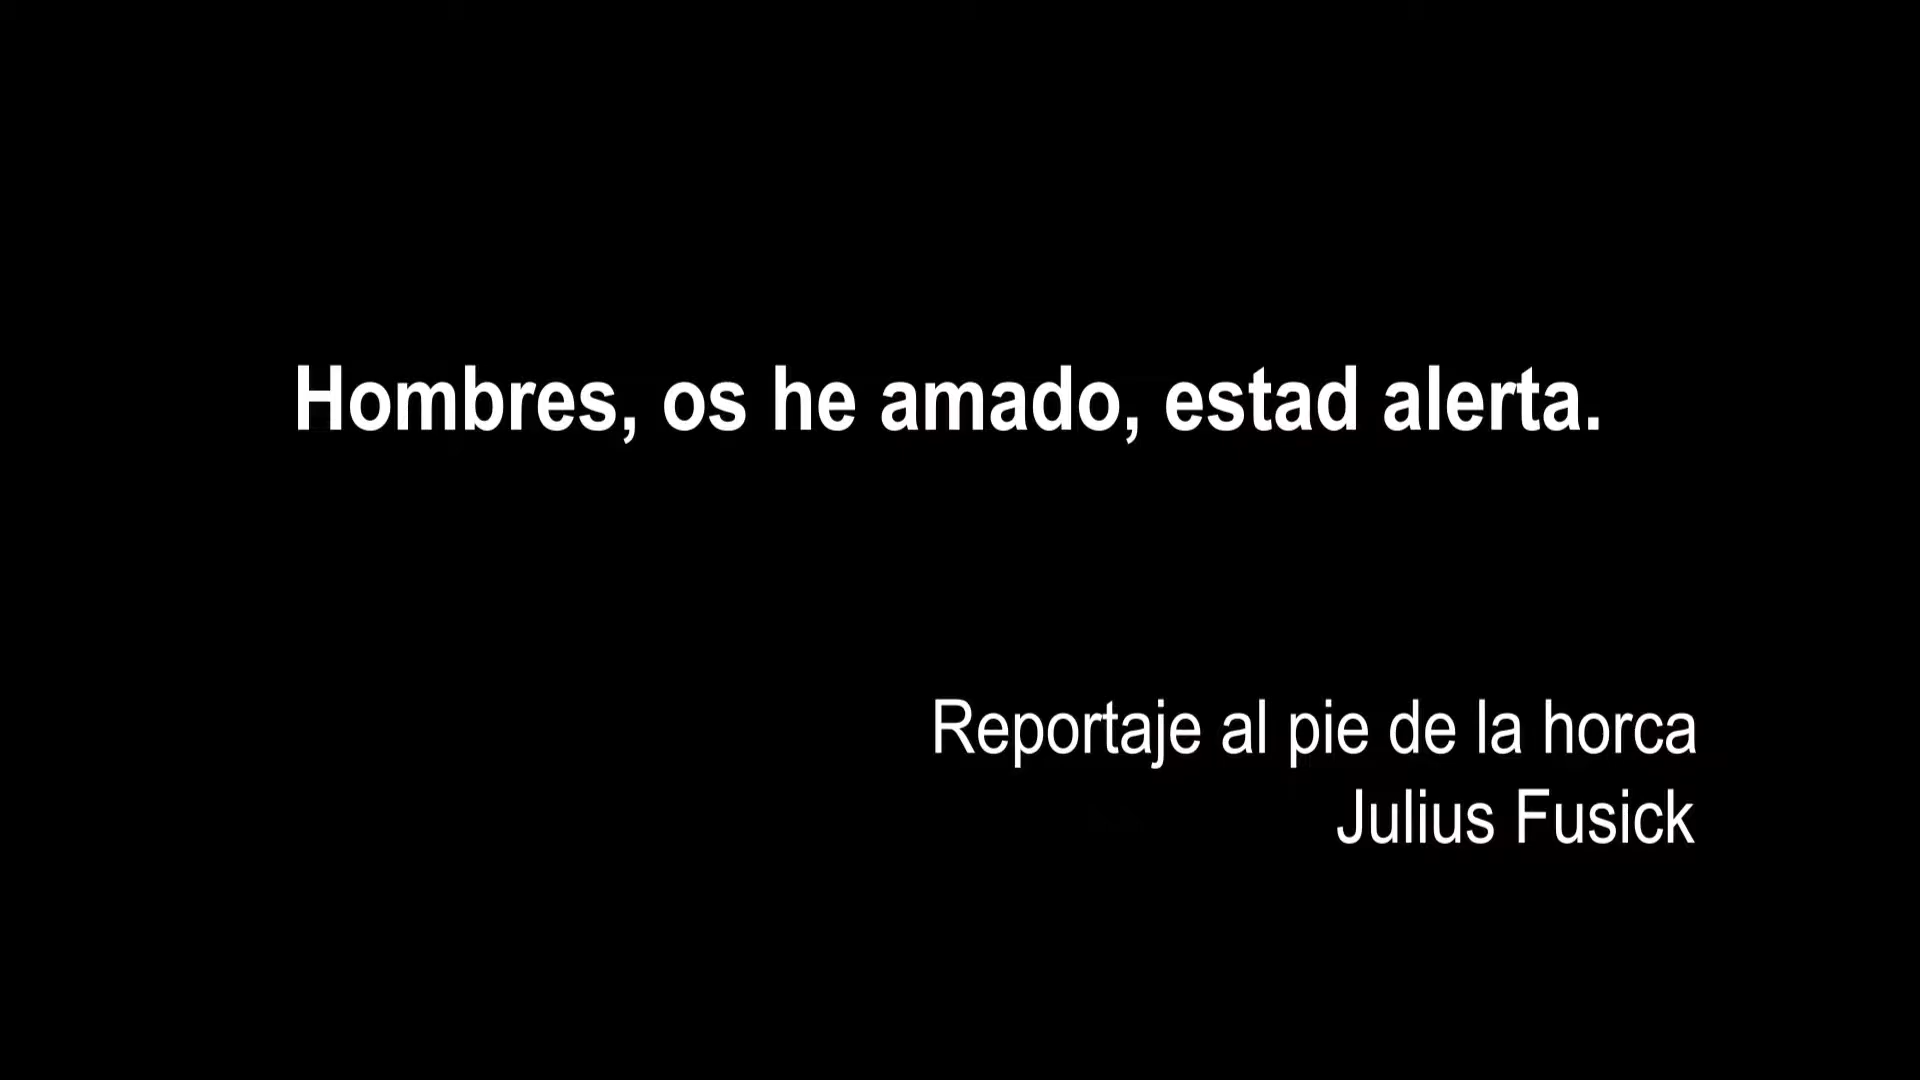 Hombres, os he amado, estad alerta.
Reportaje al pie de la horca
Julius Fusick